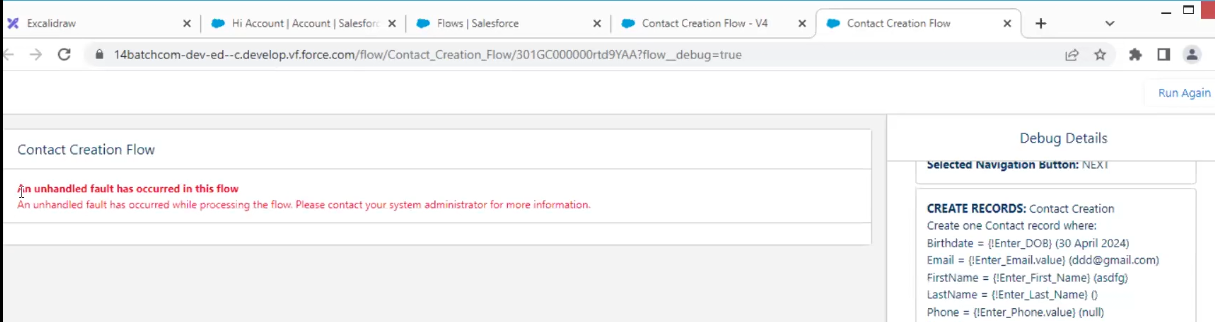 Excalidraw
Hi Account | Account | Salesforc
Flows | Salesforce
Contact Creation Flow - V4
Contact Creation Flow
14batchcom-dev-ed--c.develop.vf.force.com/flow/Contact_Creation_Flow/301GC000000rtd9YAA?flow__debug=true
Run Again
Contact Creation Flow
An unhandled fault has occurred in this flow
An unhandled fault has occurred while processing the flow. Please contact your system administrator for more information.
Debug Details
Selected Navigation Button: NEXT
CREATE RECORDS: Contact Creation
Create one Contact record where:
Birthdate = {!Enter_DOB} (30 April 2024)
Email = {!Enter_Email.value} (ddd@gmail.com)
FirstName = {!Enter_First_Name} (asdfg)
LastName = {!Enter_Last_Name} ()
Phone = {!Enter_Phone.value} (null)